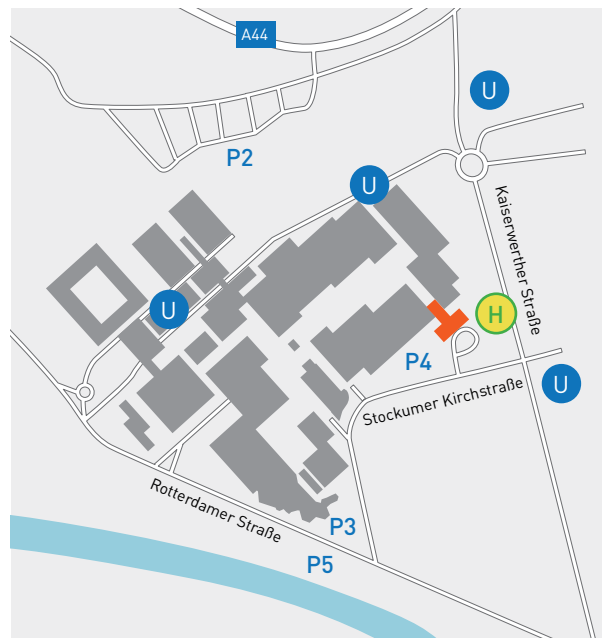 A44
U
P2
U
Kaiserwerther Straße
U
H
P4
U
Stockumer Kirchstraße
Rotterdamer Straße
P3
P5